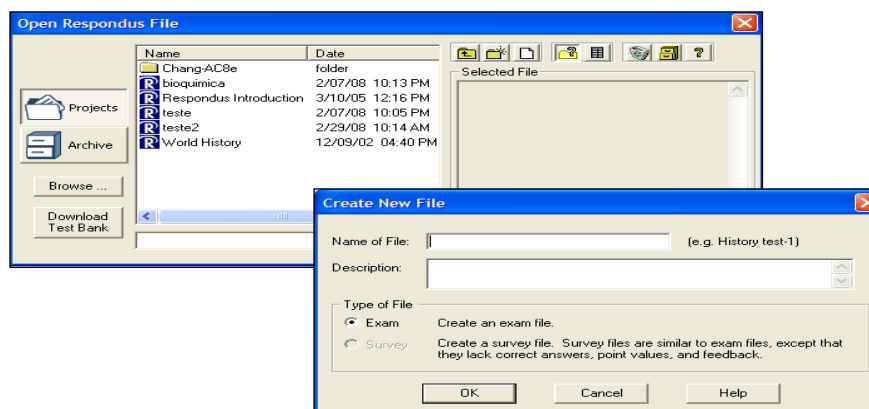 Open Respondus File
Name Date
Chang-AC8e folder
bioquimica 2/07/08 10:13 PM
Respondus Introduction 3/10/05 12:16 PM
teste 2/07/08 10:05 PM
teste2 2/29/08 10:14 AM
World History 12/09/02 04:40 PM
Projects
Archive
Browse ...
Download
Test Bank
Selected File
Create New File
Name of File: (e.g. History test-1)
Description:
Type of File
Exam Create an exam file.
Survey Create a survey file. Survey files are similar to exam files, except that
they lack correct answers, point values, and feedback.
OK Cancel Help